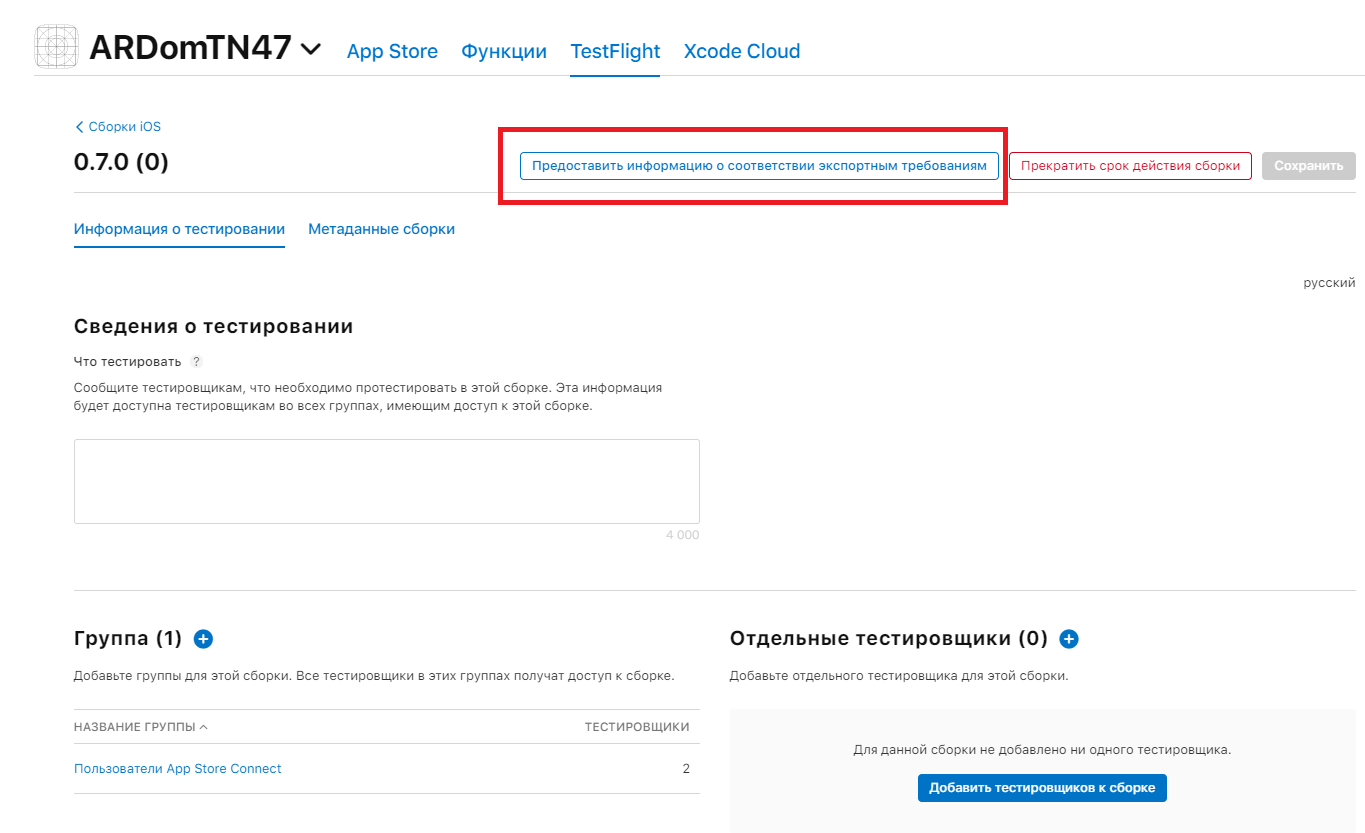 ARDomTN47 App Store Функции TestFlight Xcode Cloud
Сборки iOS
0.7.0 (0)
Предоставить информацию о соответствии экспортным требованиям Прекратить срок действия сборки Сохранить
Информация о тестировании Метаданные сборки
русский
Сведения о тестировании
Что тестировать ?
Сообщите тестировщикам, что необходимо протестировать в этой сборке. Эта информация
будет доступна тестировщикам во всех группах, имеющим доступ к этой сборке.
4 000
Группа (1)
Добавьте группы для этой сборки. Все тестировщики в этих группах получат доступ к сборке.
НАЗВАНИЕ ГРУППЫ ТЕСТИРОВЩИКИ
Пользователи App Store Connect 2
Отдельные тестировщики (0)
Добавьте отдельного тестировщика для этой сборки.
Для данной сборки не добавлено ни одного тестировщика.
Добавить тестировщиков к сборке